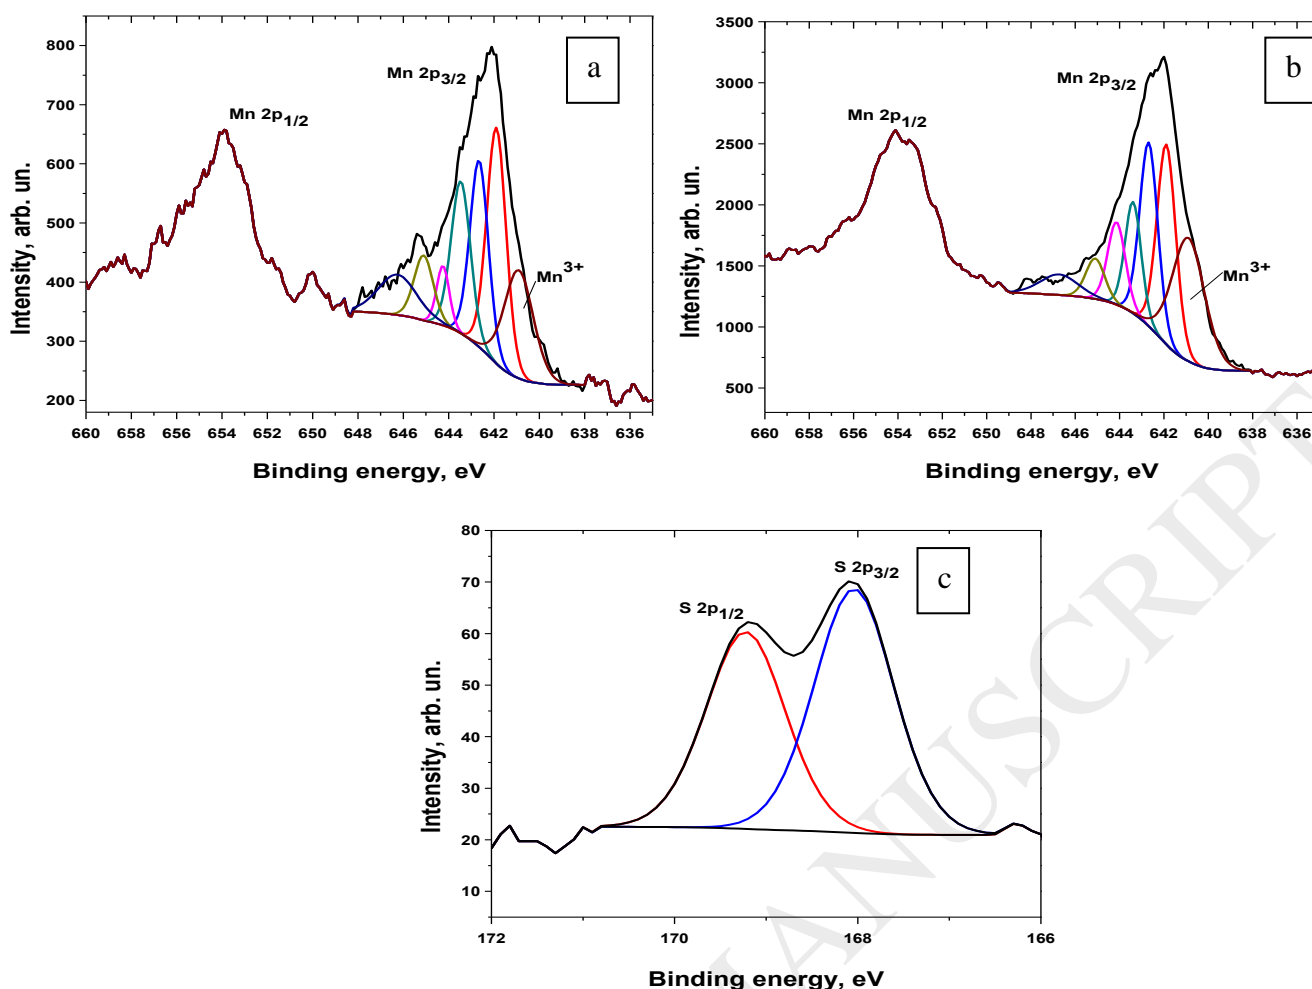 a
Mn 2p3/2
Mn 2p1/2
Mn3+
Intensity, arb. un.
800
700
600
500
400
300
200
660 658 656 654 652 650 648 646 644 642 640 638 636
Binding energy, eV
b
Mn 2p3/2
Mn 2p1/2
Mn3+
Intensity, arb. un.
3500
3000
2500
2000
1500
1000
500
660 658 656 654 652 650 648 646 644 642 640 638 636
Binding energy, eV
c
S 2p3/2
S 2p1/2
Intensity, arb. un.
80
70
60
50
40
30
20
10
172 170 168 166
Binding energy, eV
ANUSCRIPT